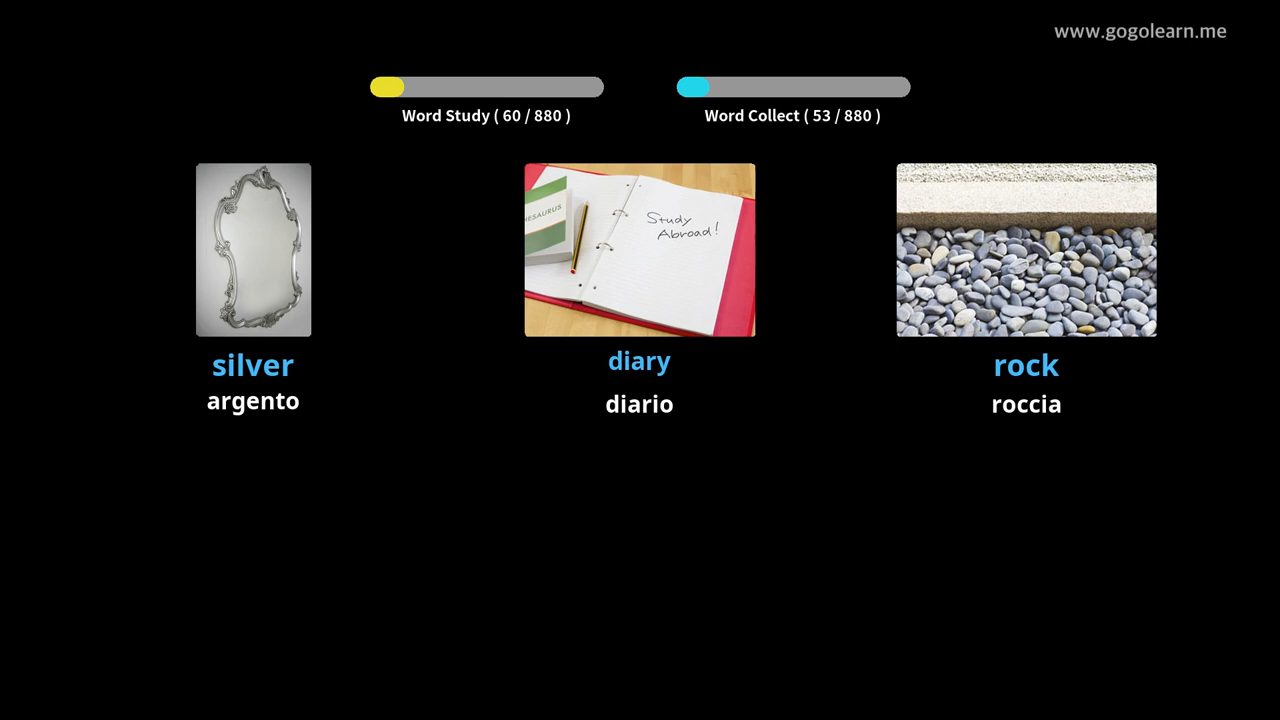 www.gogolearn.me
Word Study ( 60 / 880 )
Word Collect ( 53 / 880 )
HESAURUS
Study
Abroad!
silver
argento
diary
diario
rock
roccia